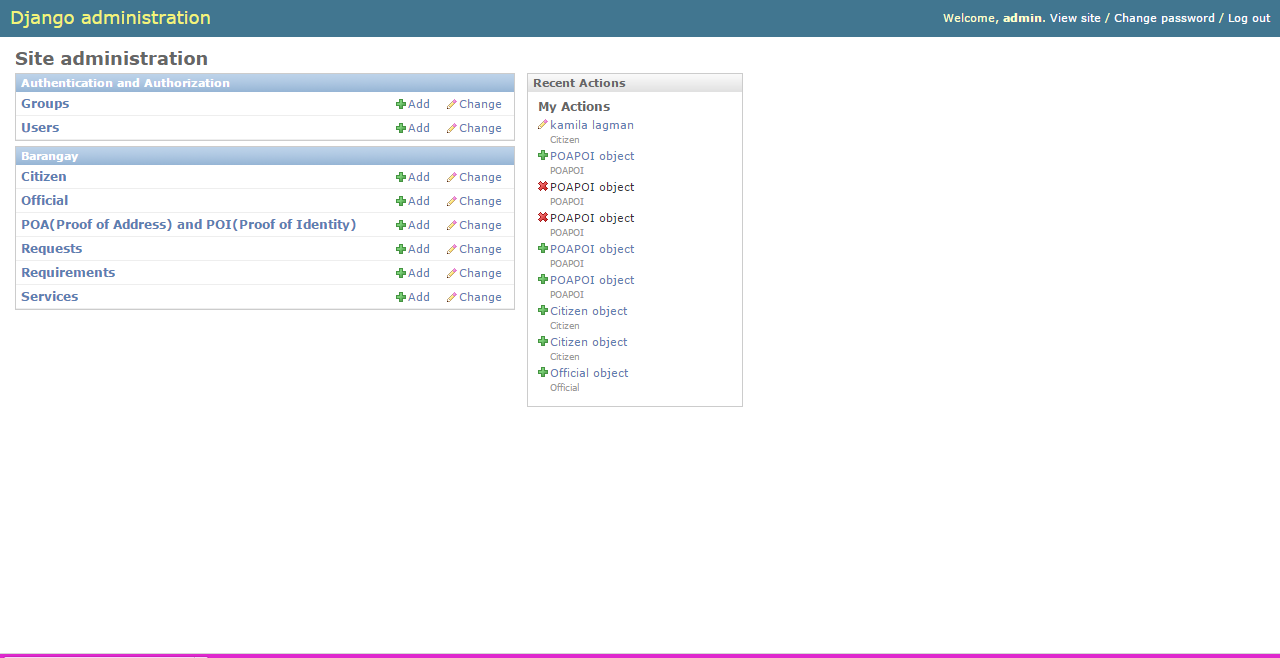 Django administration
Welcome, admin. View site / Change password / Log out
Site administration
Authentication and Authorization
Groups Add Change
Users Add Change
Barangay
Citizen Add Change
Official Add Change
POA(Proof of Address) and POI(Proof of Identity) Add Change
Requests Add Change
Requirements Add Change
Services Add Change
Recent Actions
My Actions
kamila lagman
Citizen
POAPOI object
POAPOI
POAPOI object
POAPOI
POAPOI object
POAPOI
POAPOI object
POAPOI
POAPOI object
POAPOI
Citizen object
Citizen
Citizen object
Citizen
Official object
Official